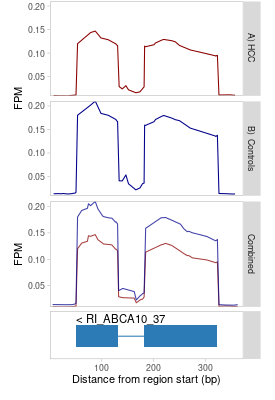 0.20
0.15
0.10
0.05
FPM
A) HCC
0.20
0.15
0.10
0.05
FPM
B) Controls
0.20
0.15
0.10
0.05
FPM
Combined
< RI_ABCA10_37
100
200
300
Distance from region start (bp)